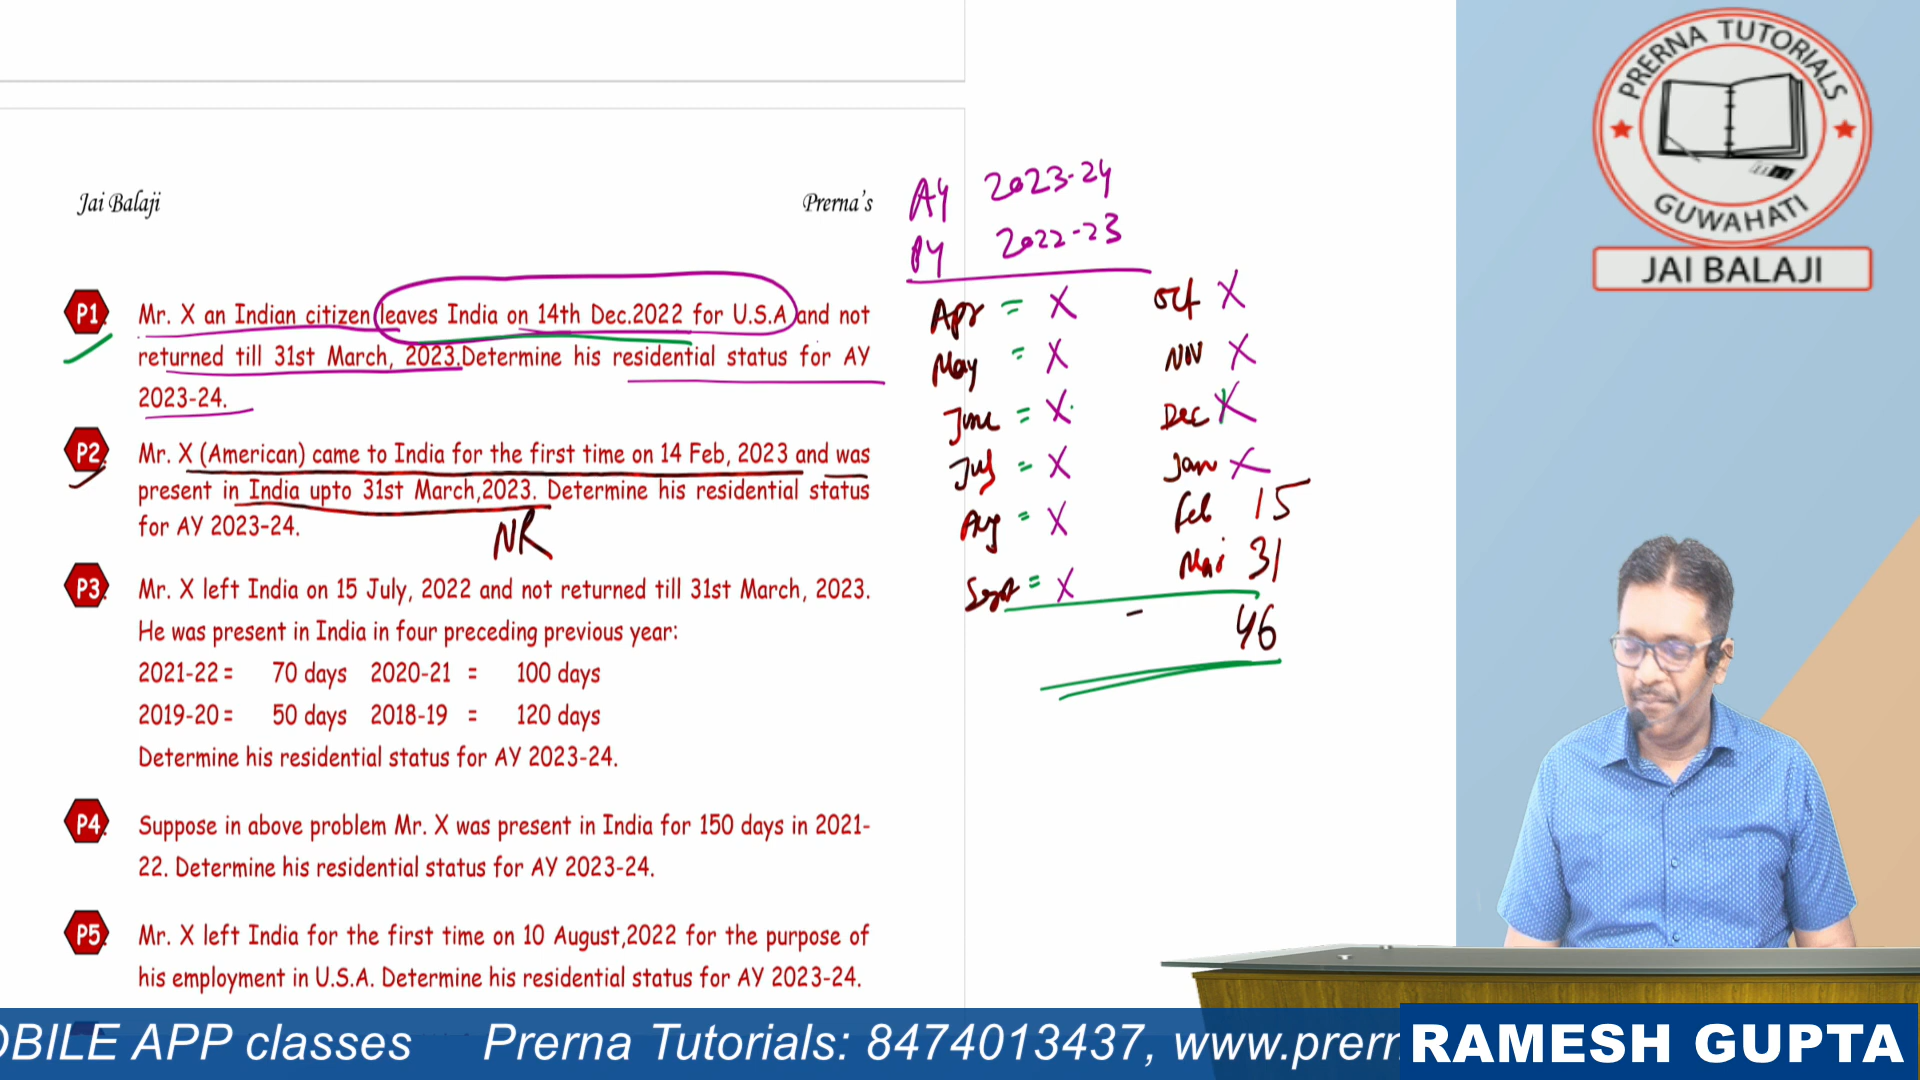 PRERNA TUTORIALS
GUWAHATI
JAI BALAJI
Jai Balaji
Prerna's
AY 2023-24
PY 2022-23
P1 Mr. X an Indian citizen leaves India on 14th Dec.2022 for U.S.A and not
returned till 31st March, 2023.Determine his residential status for AY
2023-24.
P2 Mr. X (American) came to India for the first time on 14 Feb, 2023 and was
present in India upto 31st March,2023. Determine his residential status
for AY 2023-24.
NR
P3 Mr. X left India on 15 July, 2022 and not returned till 31st March, 2023.
He was present in India in four preceding previous year:
2021-22 = 70 days 2020-21 = 100 days
2019-20 = 50 days 2018-19 = 120 days
Determine his residential status for AY 2023-24.
P4 Suppose in above problem Mr. X was present in India for 150 days in 2021-
22. Determine his residential status for AY 2023-24.
P5 Mr. X left India for the first time on 10 August,2022 for the purpose of
his employment in U.S.A. Determine his residential status for AY 2023-24.
Apr = X
May = X
June = X
July = X
Aug = X
Sept = X
Oct X
Nov X
Dec X
Jan X
Feb 15
Mar 31
46
OBILE APP classes Prerna Tutorials: 8474013437, www.prern
RAMESH GUPTA